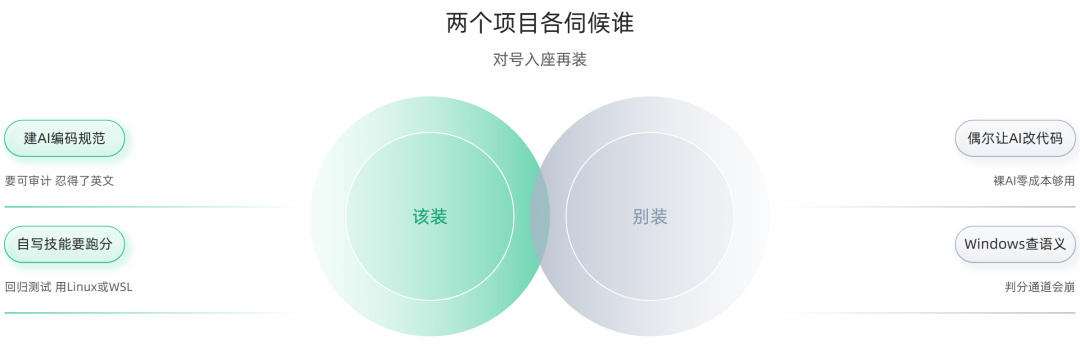 两个项目各伺候谁
对号入座再装
建AI编码规范
要可审计 忍得了英文
自写技能要跑分
回归测试 用Linux或WSL
该装
别装
偶尔让AI改代码
裸AI零成本够用
Windows查语义
判分通道会崩